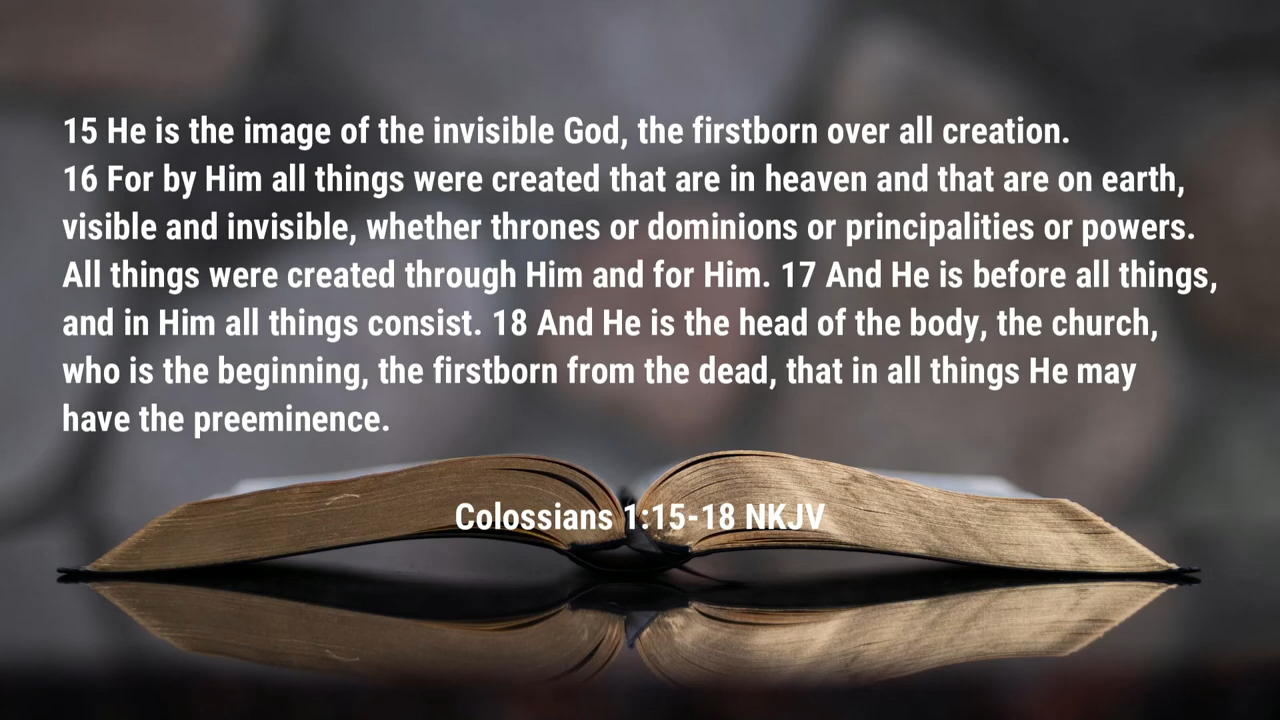 15 He is the image of the invisible God, the firstborn over all creation.
16 For by Him all things were created that are in heaven and that are on earth,
visible and invisible, whether thrones or dominions or principalities or powers.
All things were created through Him and for Him. 17 And He is before all things,
and in Him all things consist. 18 And He is the head of the body, the church,
who is the beginning, the firstborn from the dead, that in all things He may
have the preeminence.
Colossians 1:15-18 NKJV